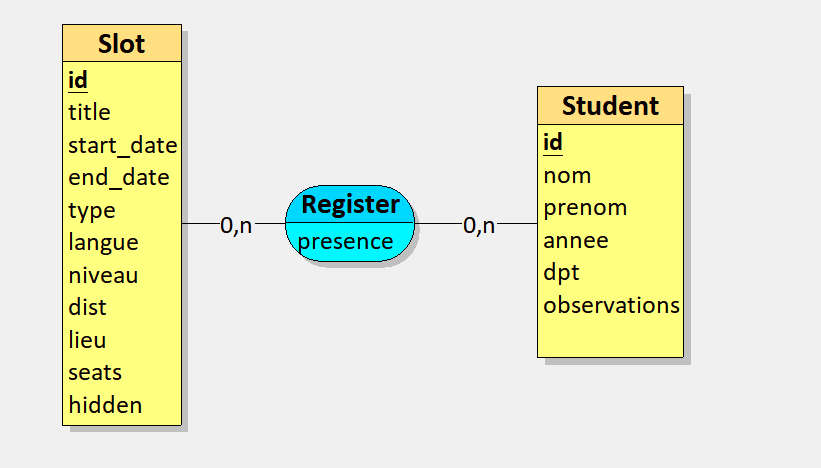 Slot
id
title
start_date
end_date
type
langue
niveau
dist
lieu
seats
hidden
0,n
Register
presence
0,n
Student
id
nom
prenom
annee
dpt
observations